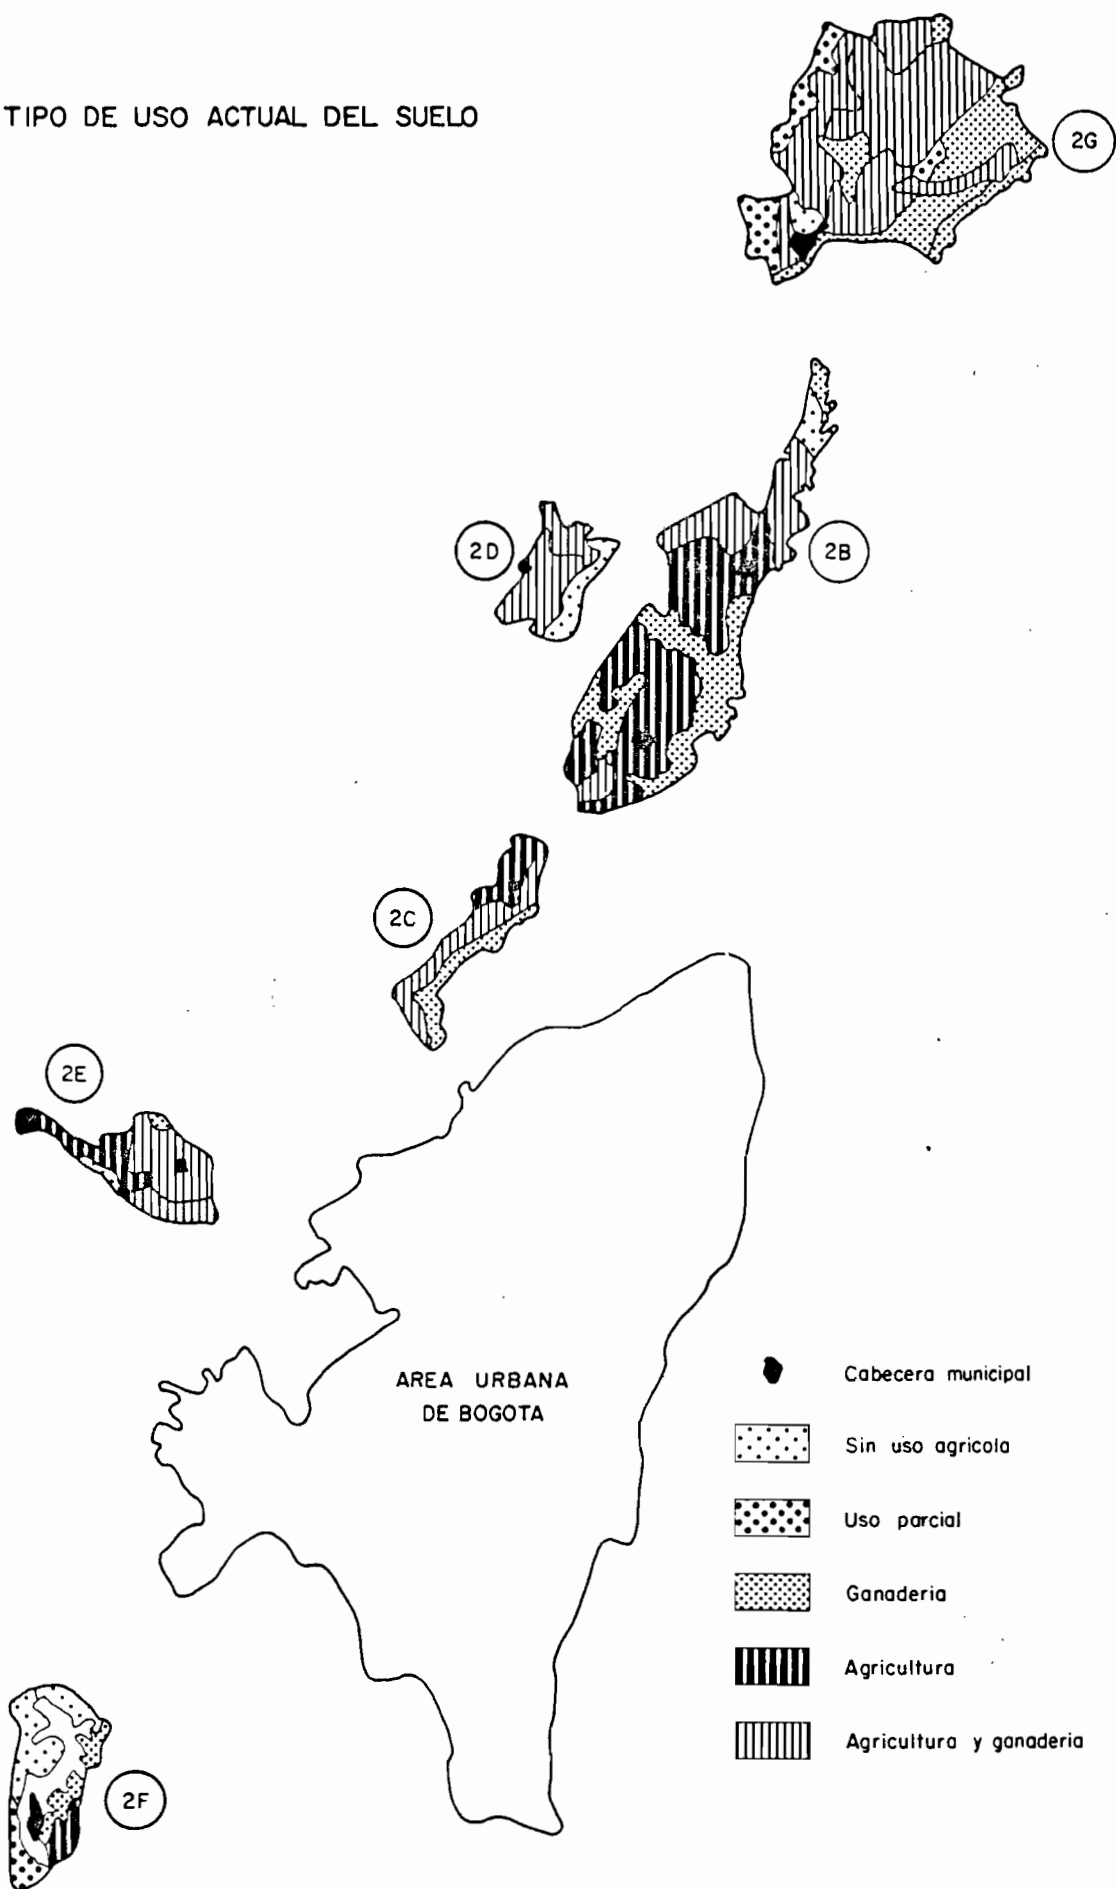 TIPO DE USO ACTUAL DEL SUELO
2G
2D
2B
2C
2E
AREA URBANA
DE BOGOTA
Cabecera municipal
Sin uso agricola
Uso parcial
Ganaderia
Agricultura
Agricultura y ganaderia
2F